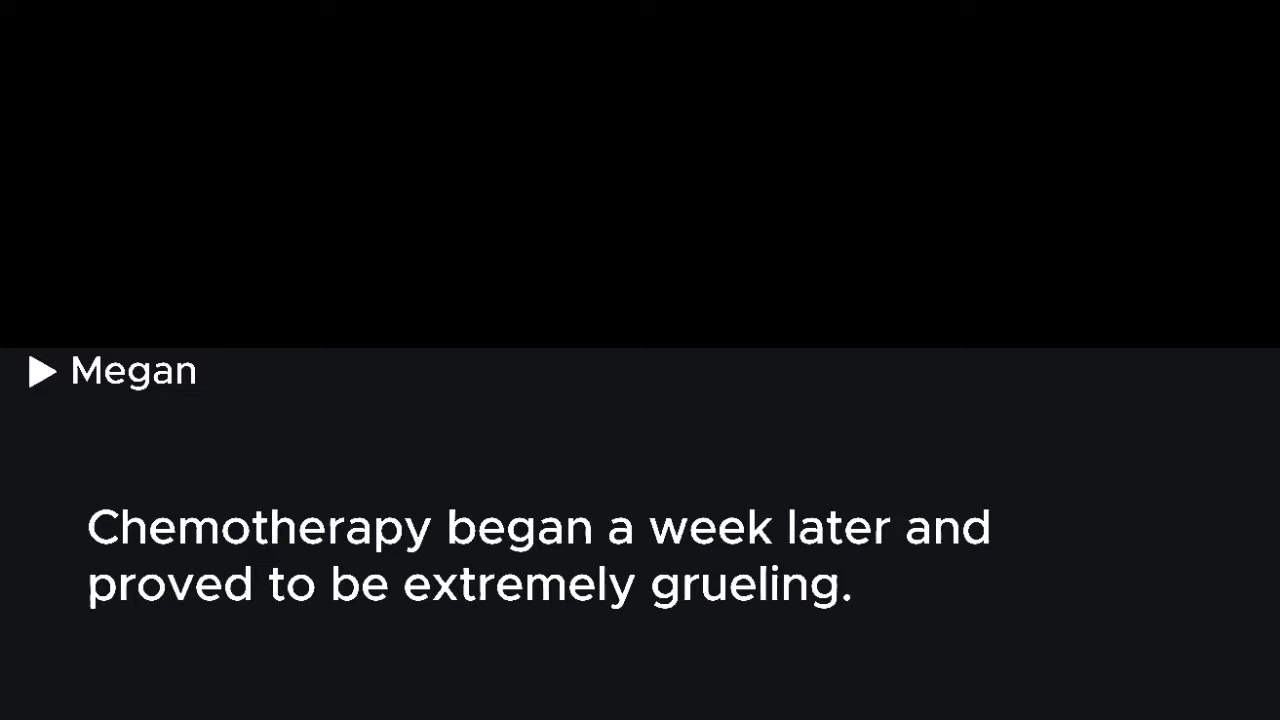 Megan
Chemotherapy began a week later and
proved to be extremely grueling.